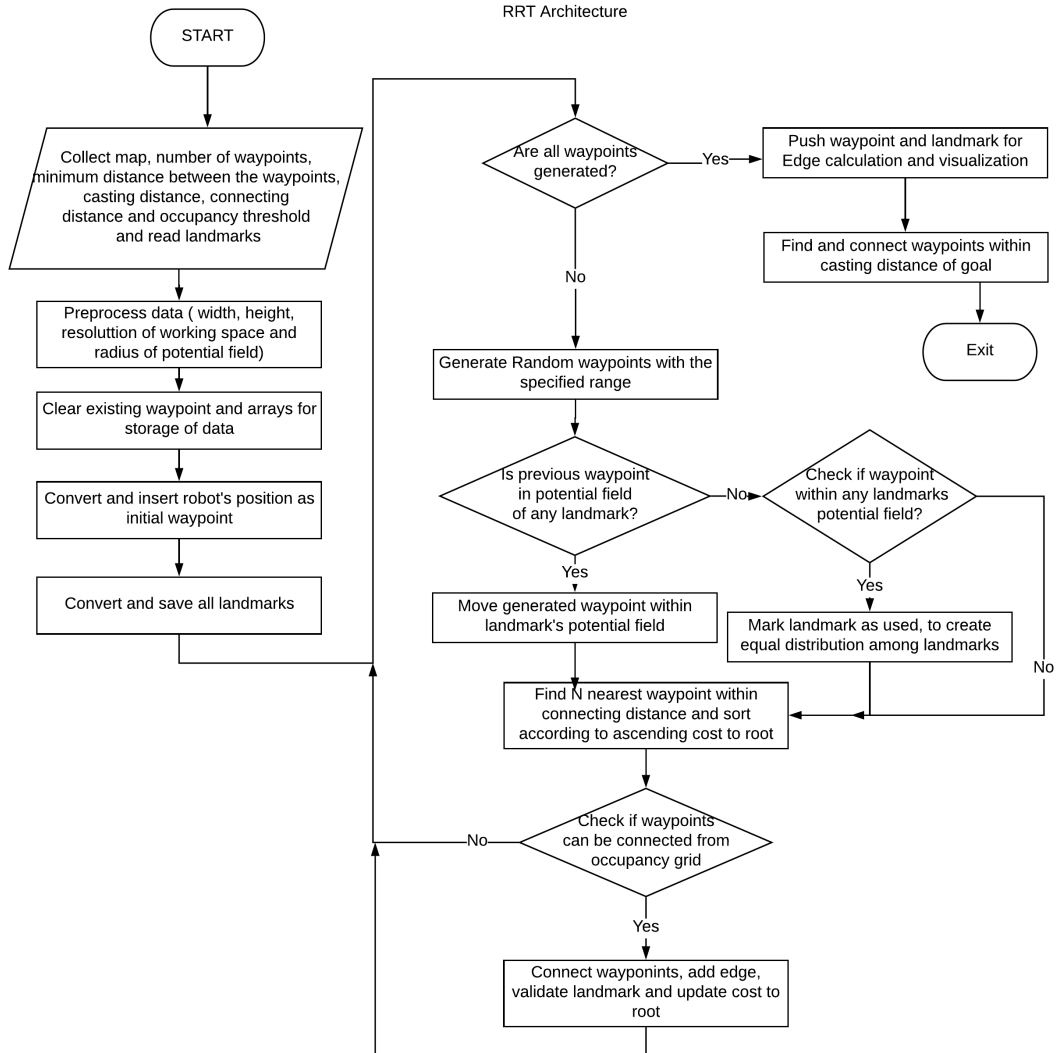 RRT Architecture
START
Collect map, number of waypoints,
minimum distance between the waypoints,
casting distance, connecting
distance and occupancy threshold
and read landmarks
Preprocess data ( width, height,
resoluttion of working space and
radius of potential field)
Clear existing waypoint and arrays for
storage of data
Convert and insert robot's position as
initial waypoint
Convert and save all landmarks
Are all waypoints
generated?
Yes
Push waypoint and landmark for
Edge calculation and visualization
Find and connect waypoints within
casting distance of goal
Exit
No
Generate Random waypoints with the
specified range
Is previous waypoint
in potential field
of any landmark?
No
Check if waypoint
within any landmarks
potential field?
Yes
Move generated waypoint within
landmark's potential field
Yes
Mark landmark as used, to create
equal distribution among landmarks
No
Find N nearest waypoint within
connecting distance and sort
according to ascending cost to root
Check if waypoints
can be connected from
occupancy grid
No
Yes
Connect wayponints, add edge,
validate landmark and update cost to
root